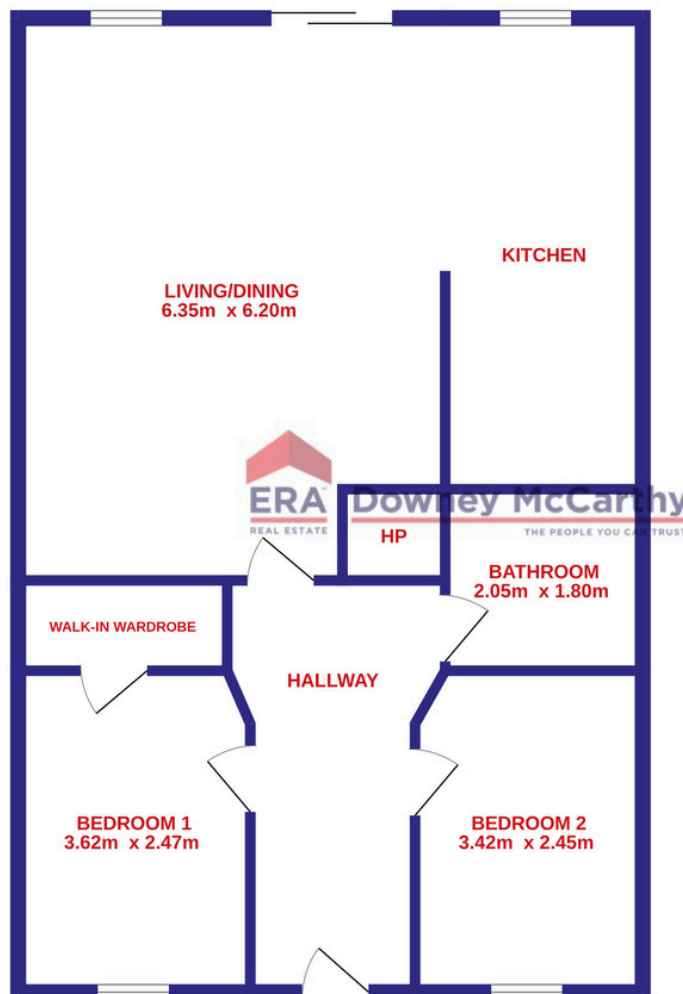 KITCHEN
LIVING/DINING
6.35m x 6.20m
ERA
REAL ESTATE
Downey McCarthy
THE PEOPLE YOU CAN TRUST
HP
BATHROOM
2.05m x 1.80m
WALK-IN WARDROBE
HALLWAY
BEDROOM 1
3.62m x 2.47m
BEDROOM 2
3.42m x 2.45m